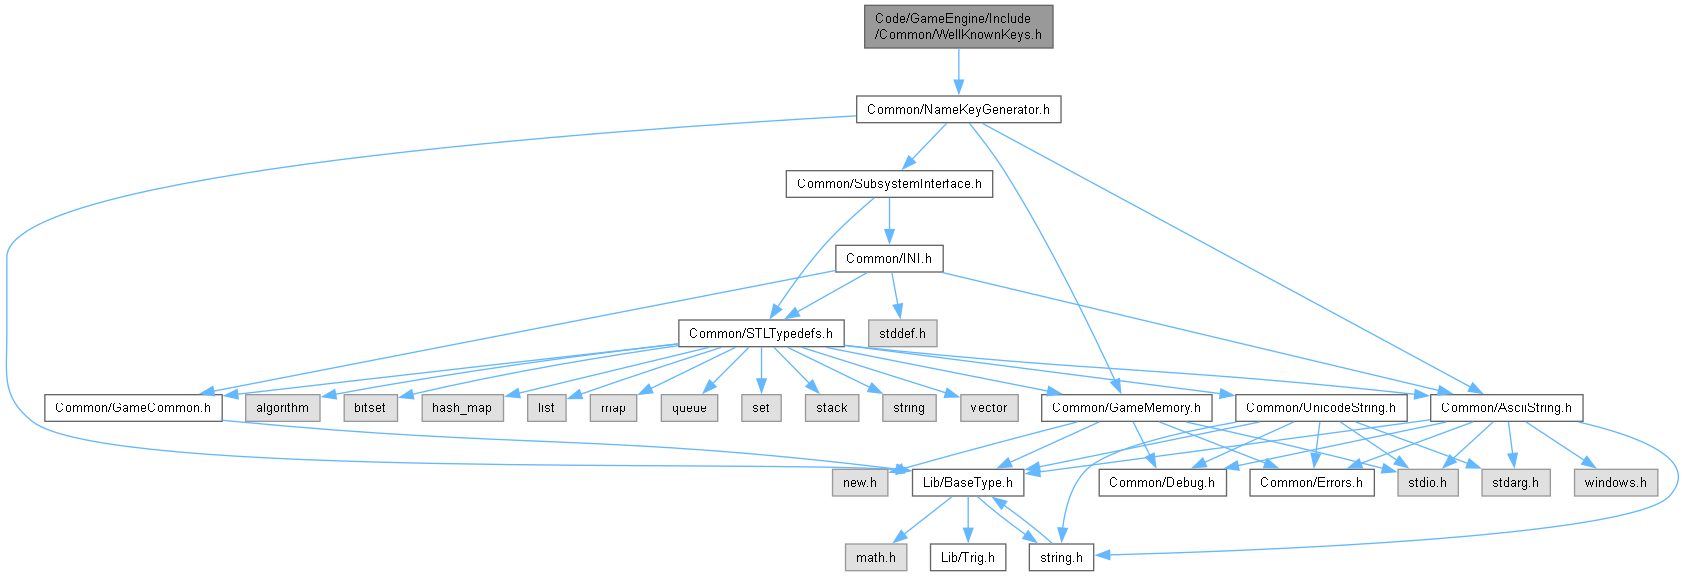 Code/GameEngine/Include
/Common/WellKnownKeys.h
Common/NameKeyGenerator.h
Common/SubsystemInterface.h
Common/INI.h
Common/STLTypedefs.h
stddef.h
Common/GameCommon.h
algorithm
bitset
hash_map
list
map
queue
set
stack
string
vector
Common/GameMemory.h
Common/UnicodeString.h
Common/AsciiString.h
new.h
Lib/BaseType.h
Common/Debug.h
Common/Errors.h
stdio.h
stdarg.h
windows.h
math.h
Lib/Trig.h
string.h